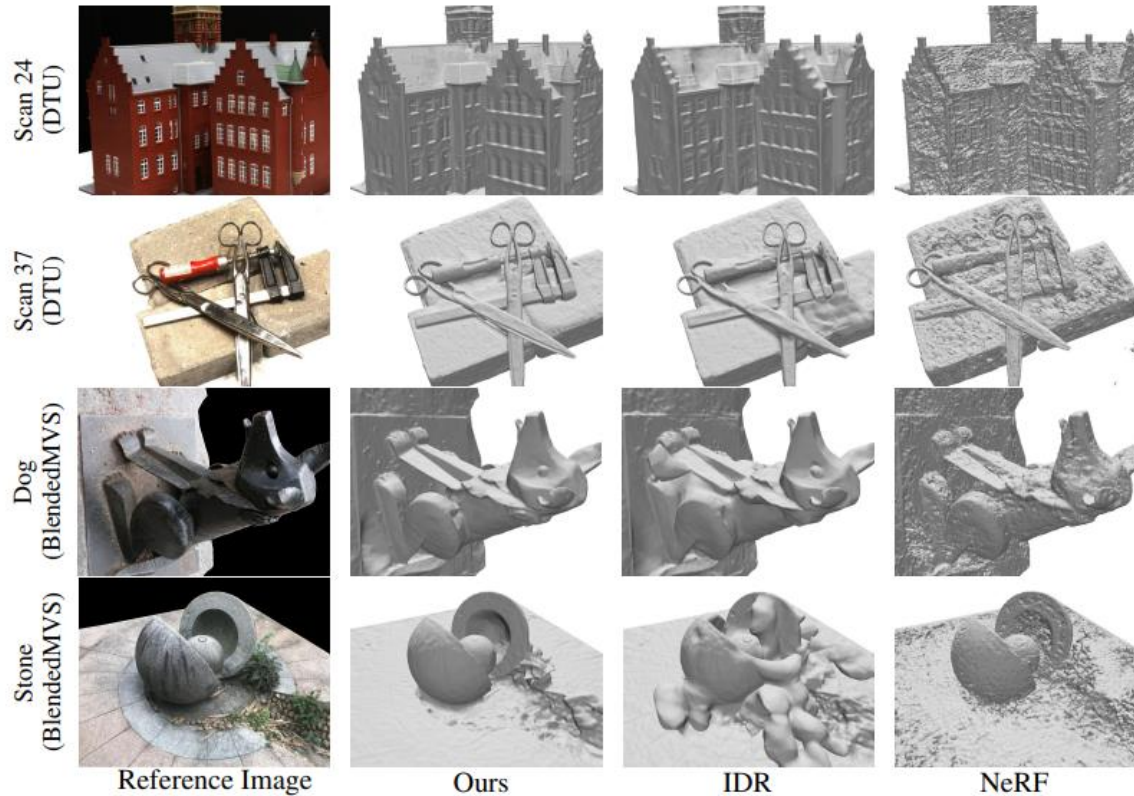 Scan 24
(DTU)
Scan 37
(DTU)
Dog
(BlendedMVS)
Stone
(BlendedMVS)
Reference Image
Ours
IDR
NeRF